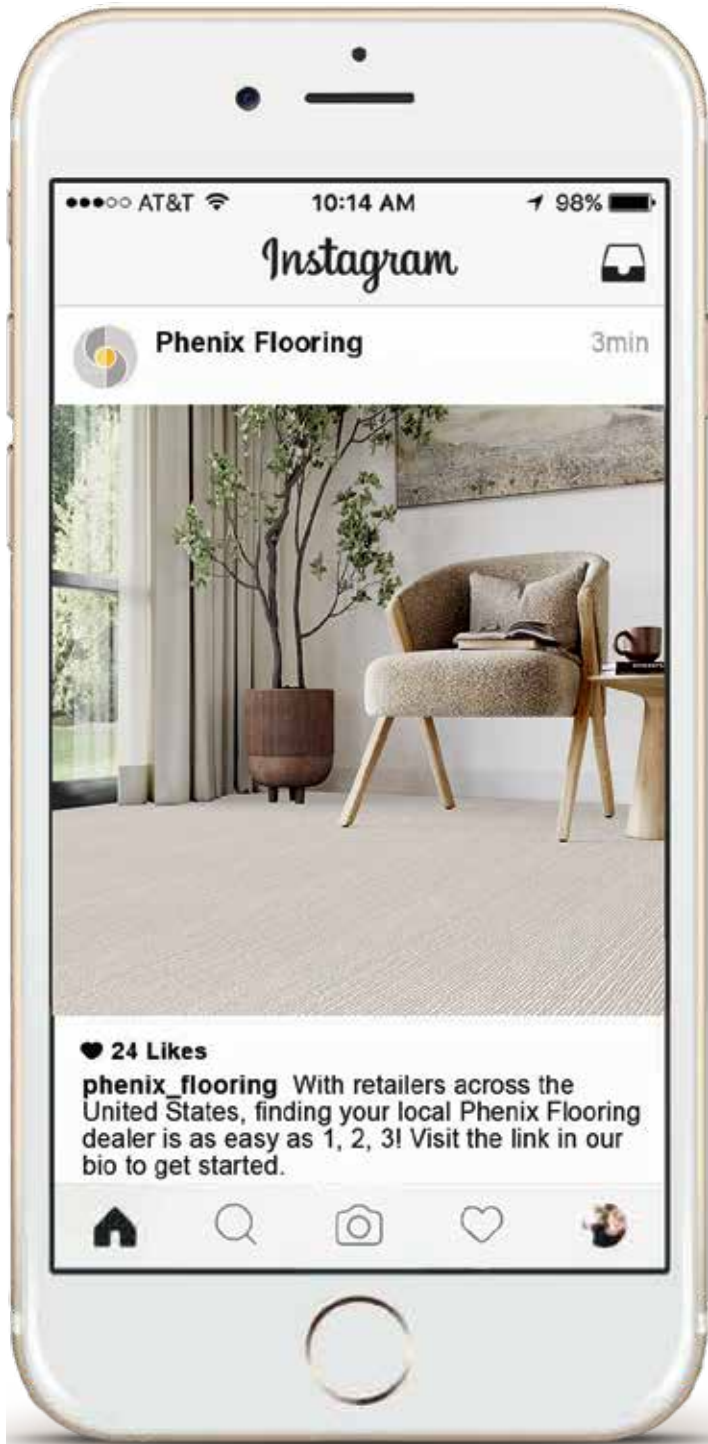 AT&T 10:14 AM 98%
Instagram
Phenix Flooring 3min
24 Likes
phenix_flooring With retailers across the
United States, finding your local Phenix Flooring
dealer is as easy as 1, 2, 3! Visit the link in our
bio to get started.